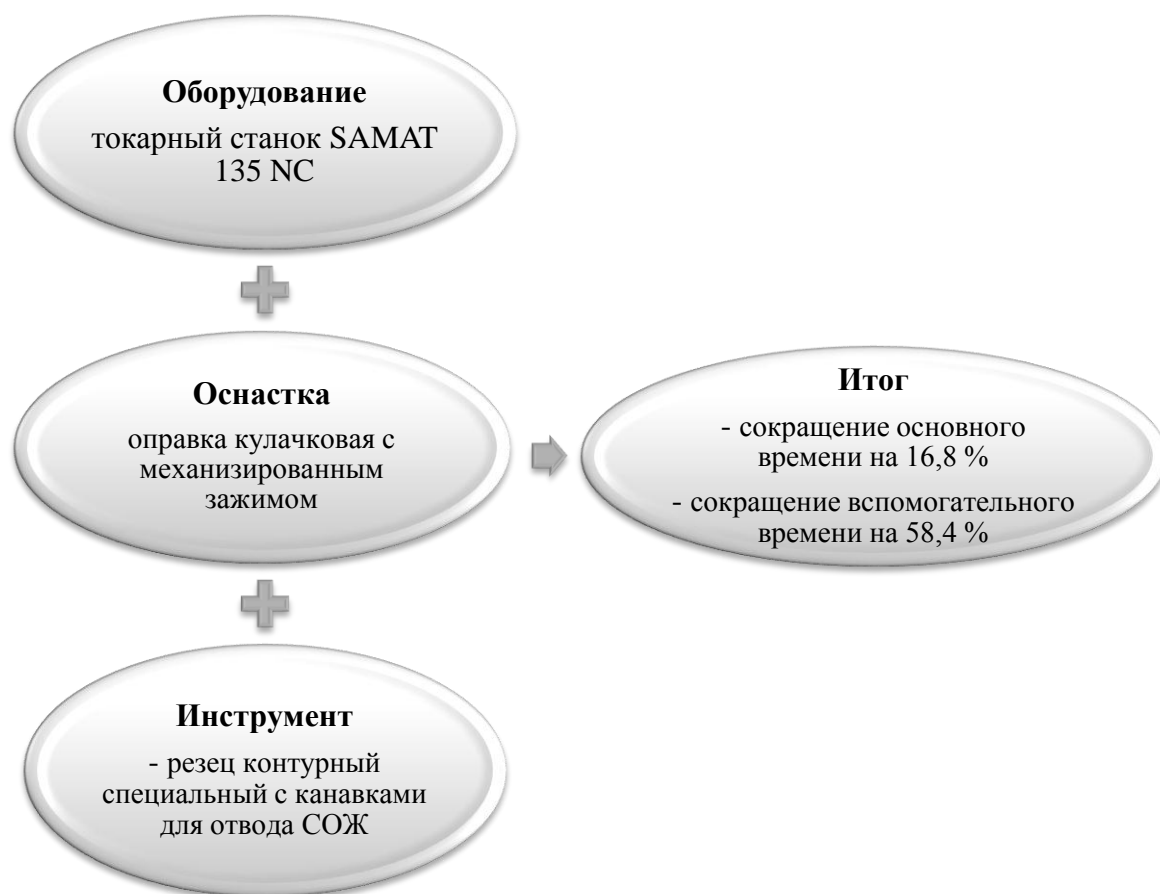 Оборудование
токарный станок SAMAT
135 NC
Оснастка
оправка кулачковая с
механизированным
зажимом
Инструмент
- резец контурный
специальный с канавками
для отвода СОЖ
Итог
- сокращение основного
времени на 16,8 %
- сокращение вспомогательного
времени на 58,4 %